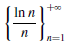 {ln n / n}^{+∞}_{n=1}